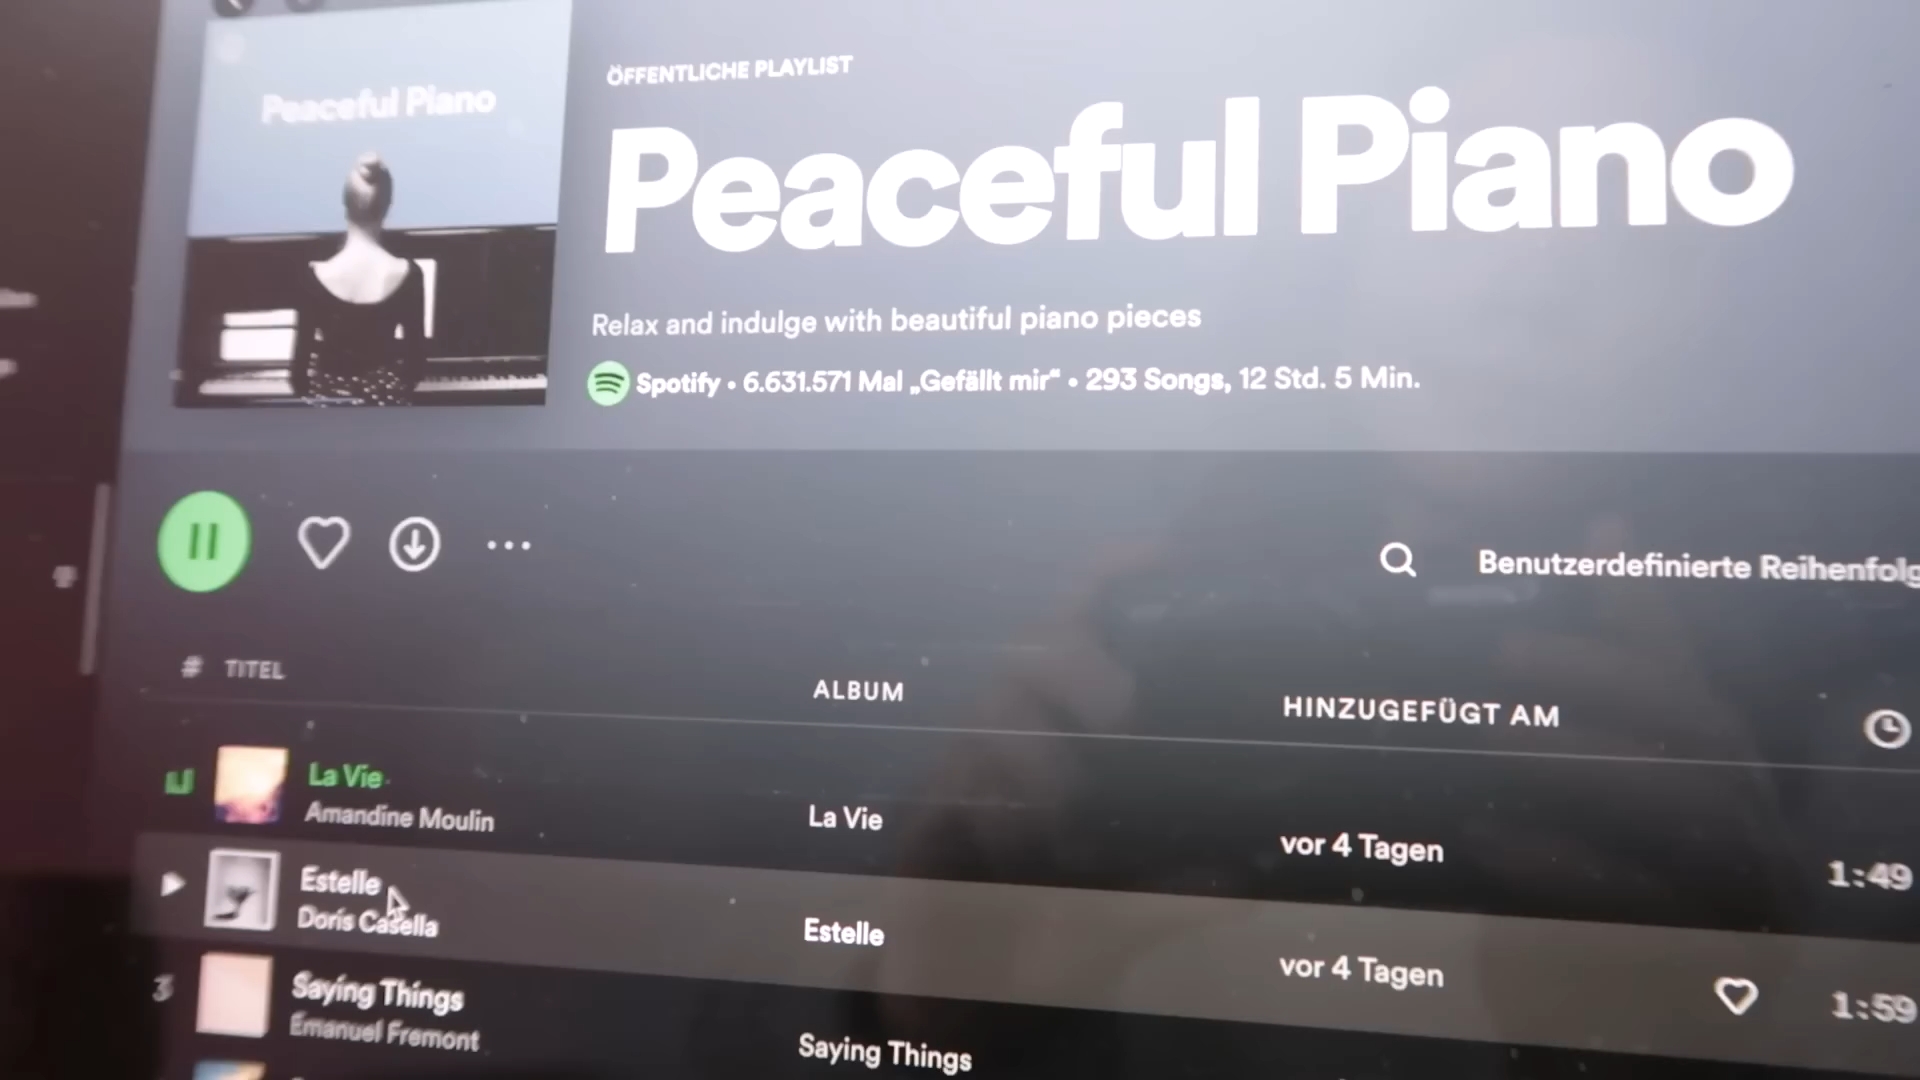 Peaceful Piano
ÖFFENTLICHE PLAYLIST
Peaceful Piano
Relax and indulge with beautiful piano pieces
Spotify • 6.631.571 Mal „Gefällt mir“ • 293 Songs, 12 Std. 5 Min.
Benutzerdefinierte Reihenfolg
# TITEL ALBUM HINZUGEFÜGT AM
La Vie La Vie vor 4 Tagen 1:49
Amandine Moulin
Estelle Estelle vor 4 Tagen 1:59
Doris Casella
3 Saying Things Saying Things
Emanuel Fremont